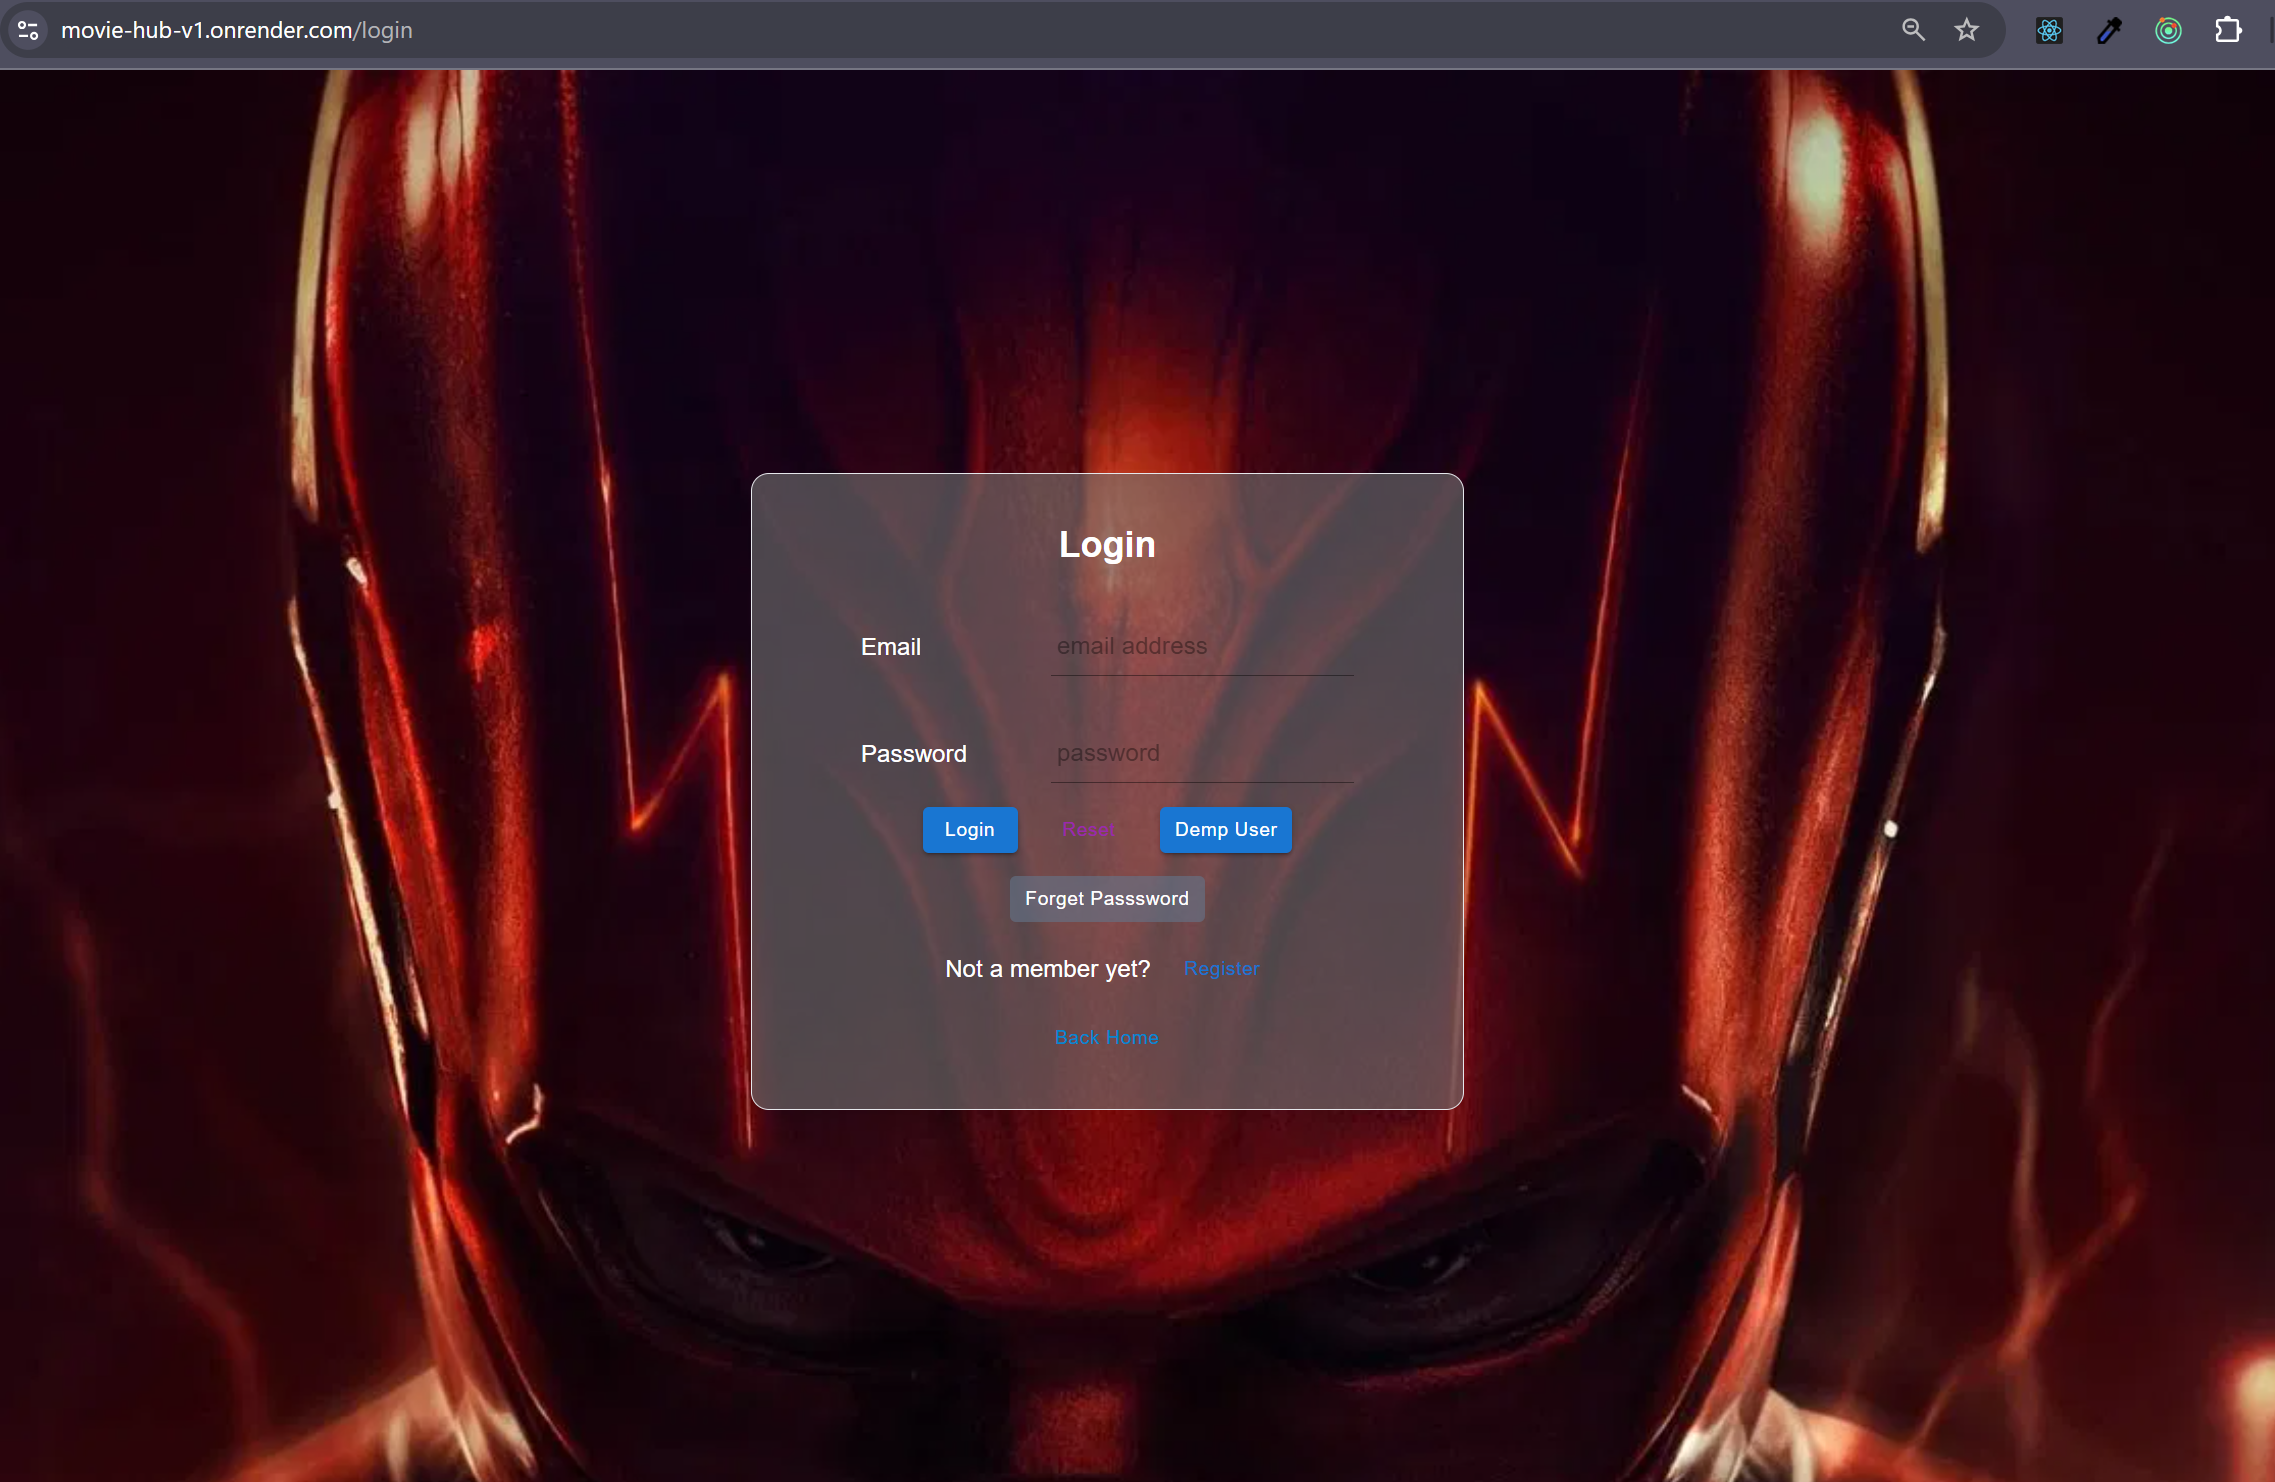 movie-hub-v1.onrender.com/login
Login
Email email address
Password password
Login Reset Demp User
Forget Passsword
Not a member yet? Register
Back Home